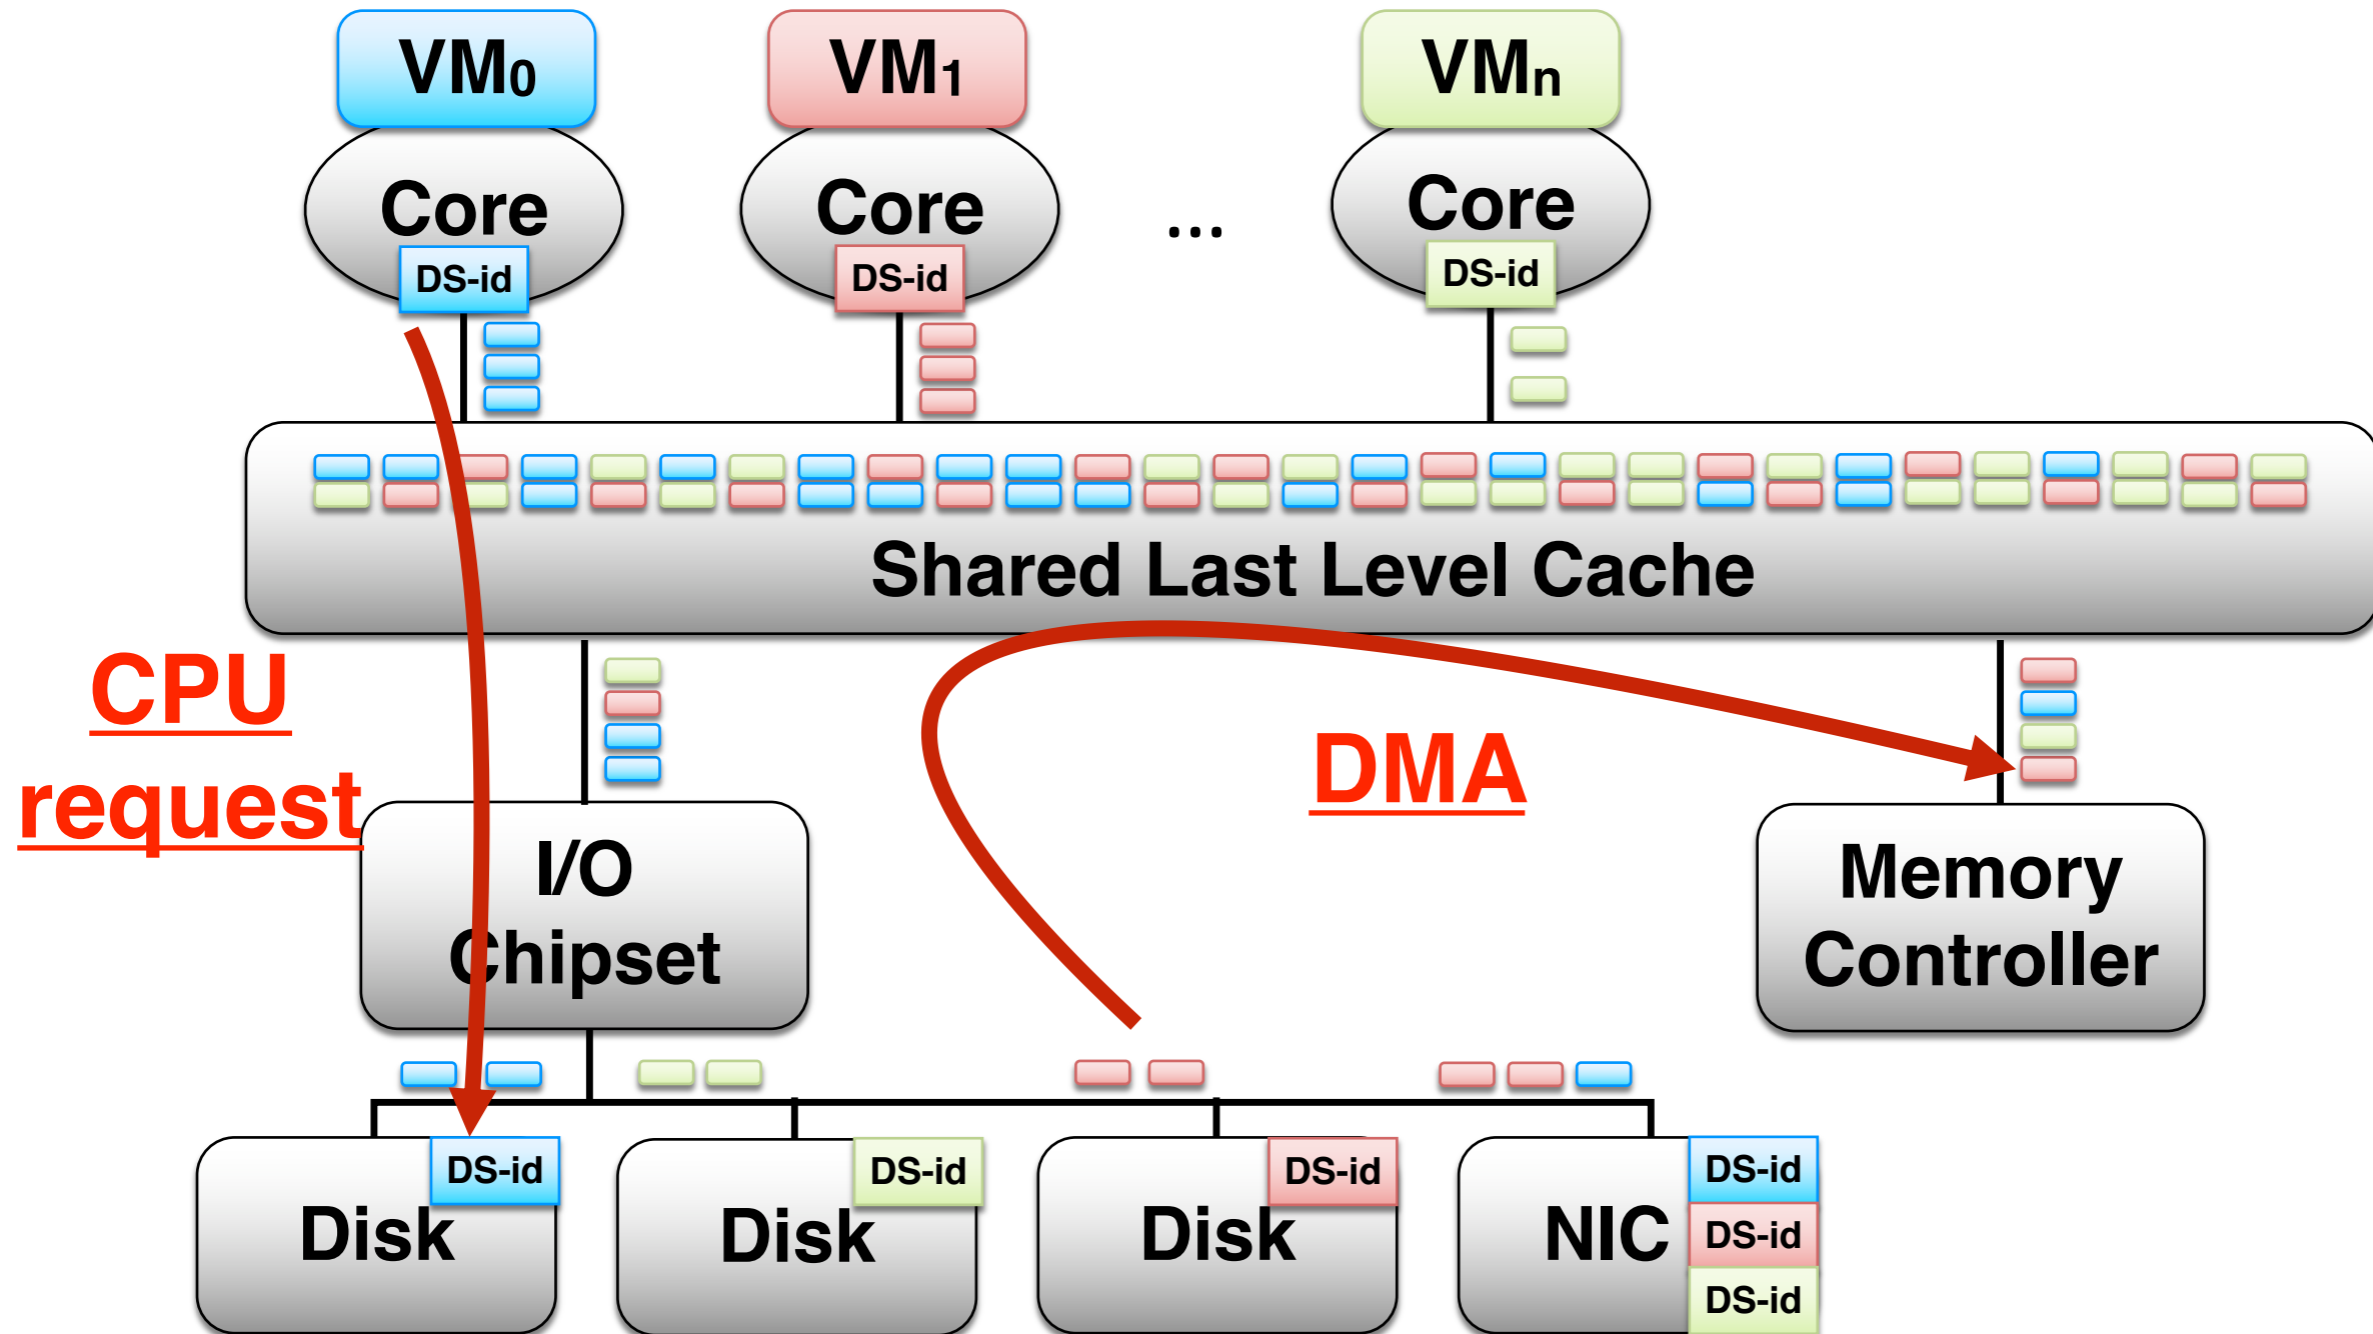 VM0
VM1
VMn
Core
Core
...
Core
DS-id
DS-id
DS-id
Shared Last Level Cache
CPU
request
DMA
I/O
Chipset
Memory
Controller
DS-id
Disk
DS-id
Disk
DS-id
Disk
NIC
DS-id
DS-id
DS-id